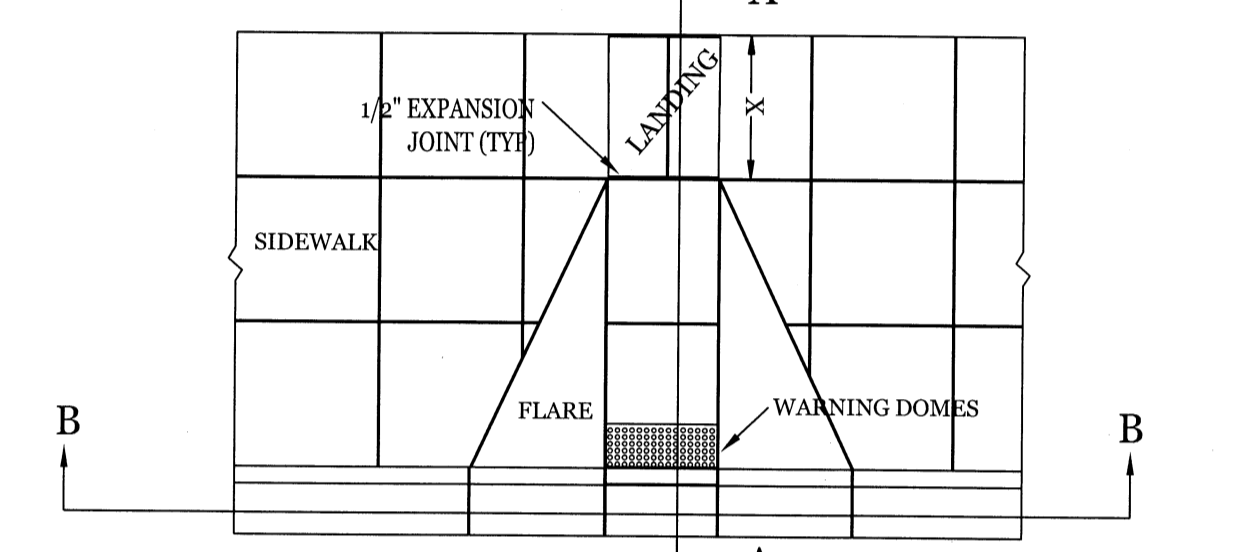 A
LANDING
X
1/2" EXPANSION
JOINT (TYP)
SIDEWALK
FLARE
WARNING DOMES
B
B
A